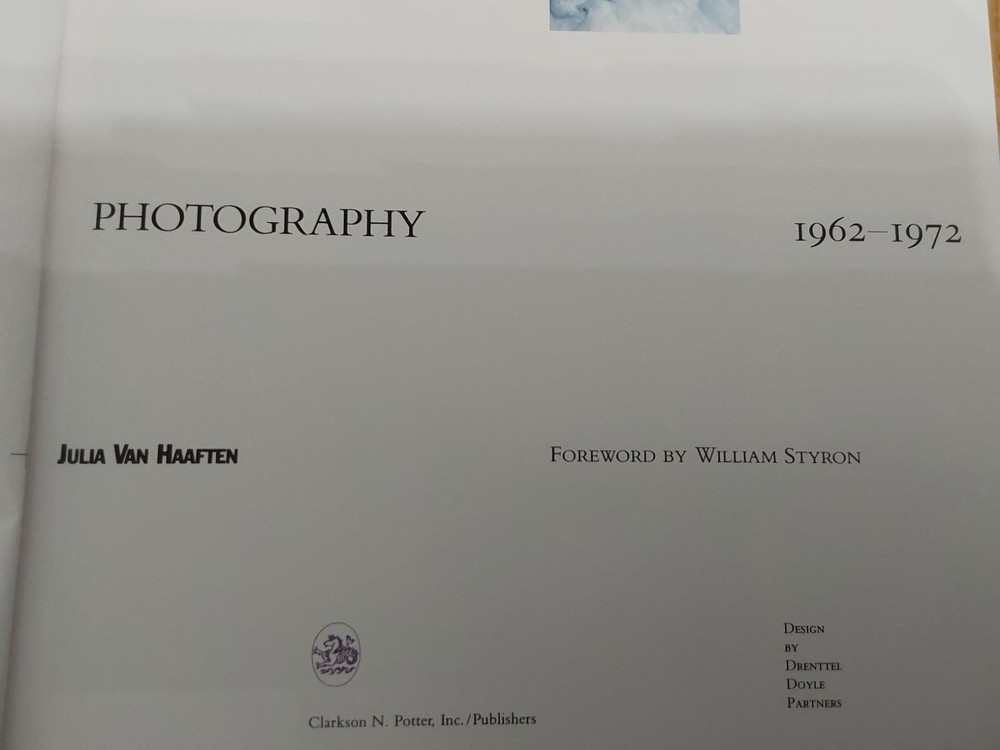 PHOTOGRAPHY 1962–1972
JULIA VAN HAAFTEN FOREWORD BY WILLIAM STYRON
DESIGN
BY
DRENTTEL
DOYLE
PARTNERS
Clarkson N. Potter, Inc./Publishers